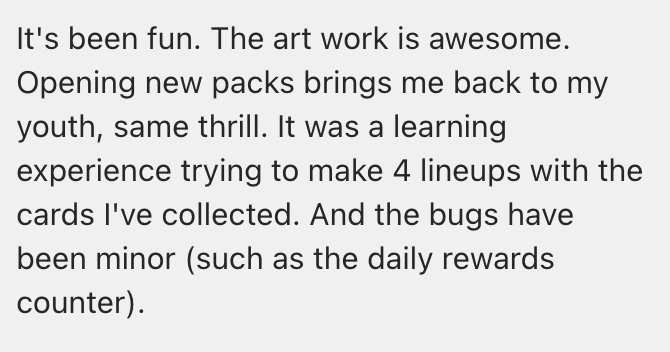 It's been fun. The art work is awesome.
Opening new packs brings me back to my
youth, same thrill. It was a learning
experience trying to make 4 lineups with the
cards I've collected. And the bugs have
been minor (such as the daily rewards
counter).